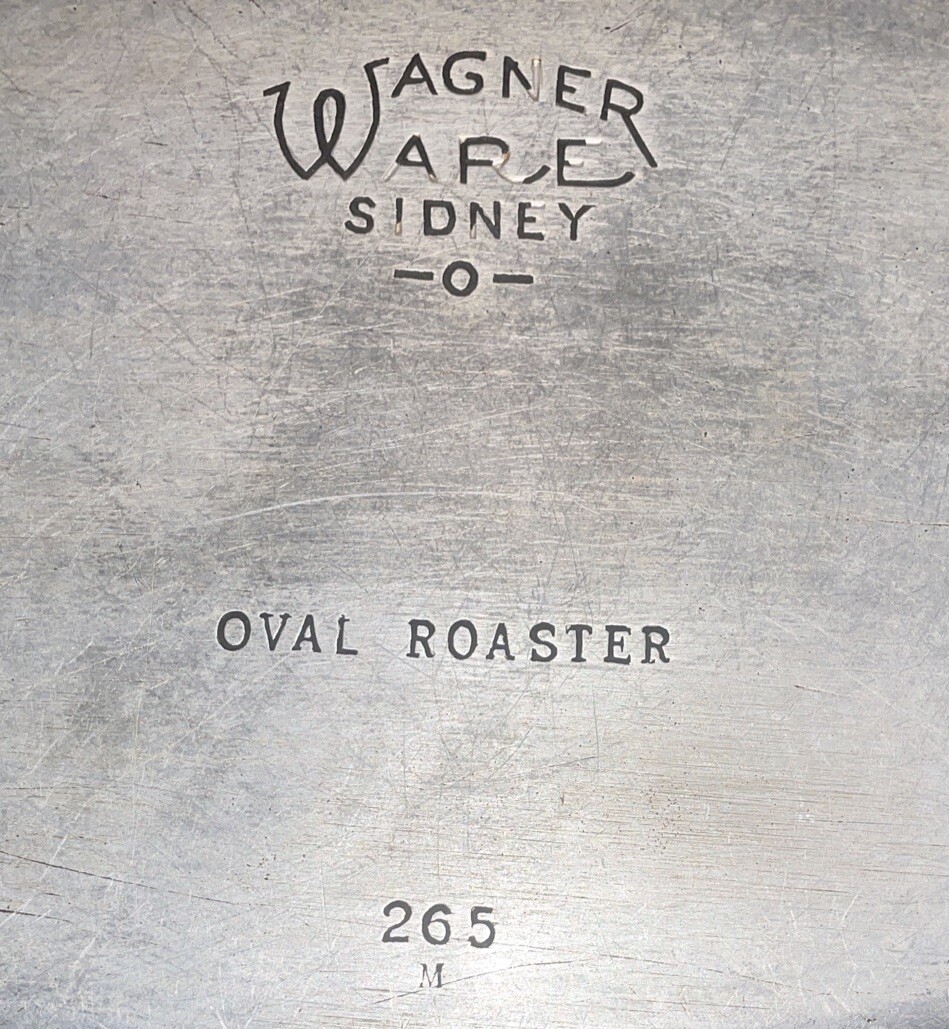 WAGNER
WARE
SIDNEY
-O-
OVAL ROASTER
265
M